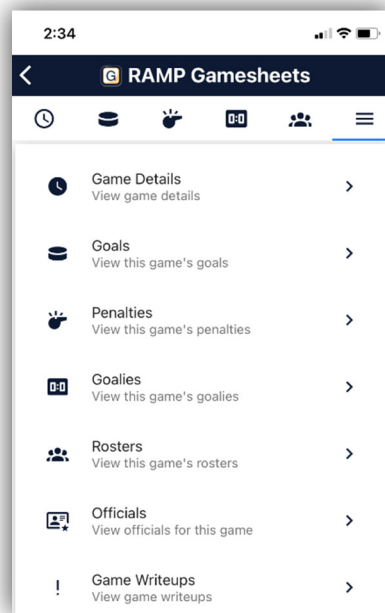 2:34
G RAMP Gamesheets
0:0
Game Details
View game details
Goals
View this game's goals
Penalties
View this game's penalties
0:0
Goalies
View this game's goalies
Rosters
View this game's rosters
Officials
View officials for this game
!
Game Writeups
View game writeups